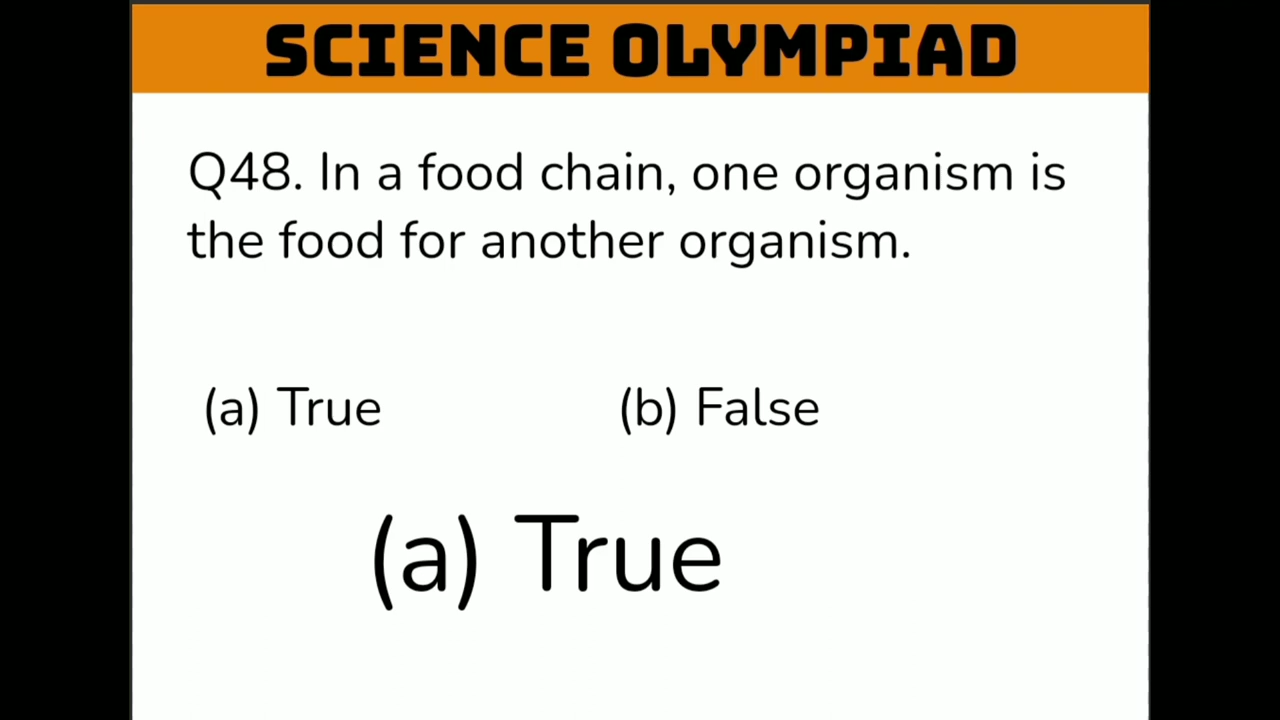 SCIENCE OLYMPIAD
Q48. In a food chain, one organism is
the food for another organism.
(a) True (b) False
(a) True